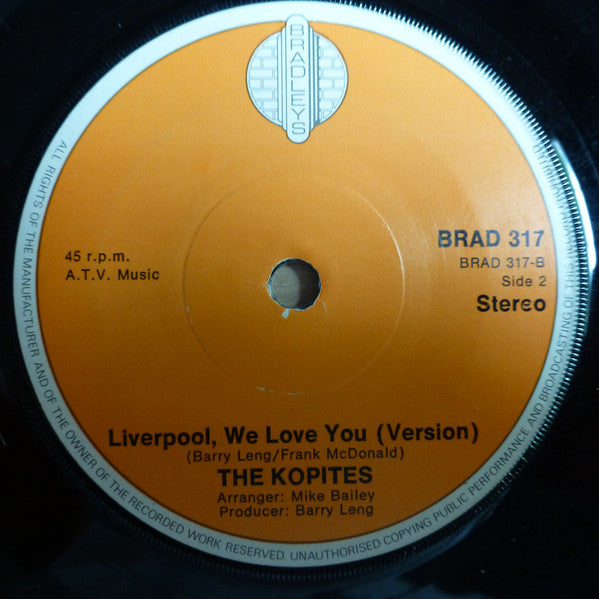 BRADLEYS
45 r.p.m.
A.T.V. Music
BRAD 317
BRAD 317-B
Side 2
Stereo
Liverpool, We Love You (Version)
(Barry Leng/Frank McDonald)
THE KOPITES
Arranger: Mike Bailey
Producer: Barry Leng
ALL RIGHTS OF THE MANUFACTURER AND OF THE OWNER OF THE RECORDED WORK RESERVED. UNAUTHORISED COPYING PUBLIC PERFORMANCE AND BROADCASTING OF THIS